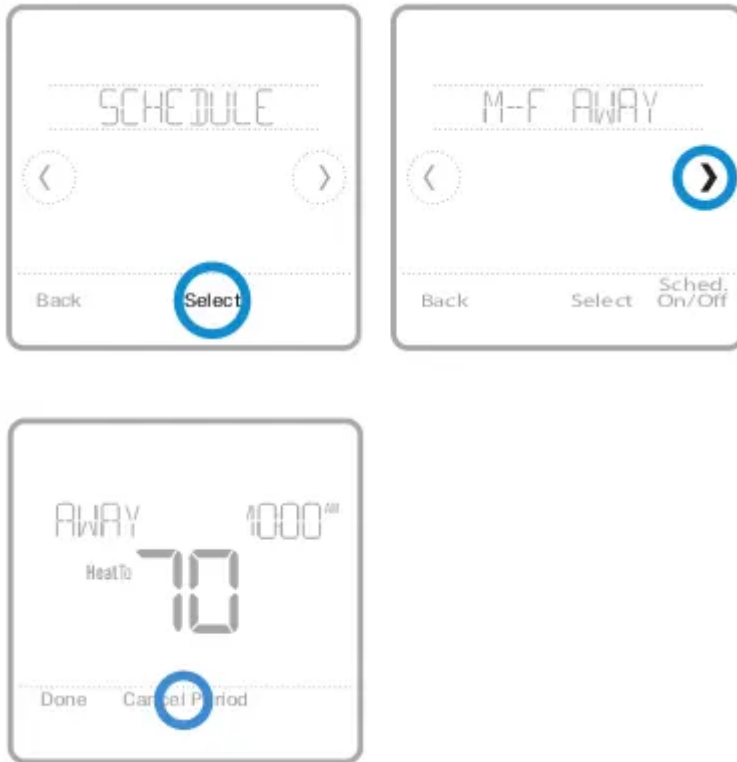 SCHEDULE
Back Select
M-F AWAY
Back Select Sched. On/Off
AWAY 10:00 AM
Heat To 70
Done Cancel Period